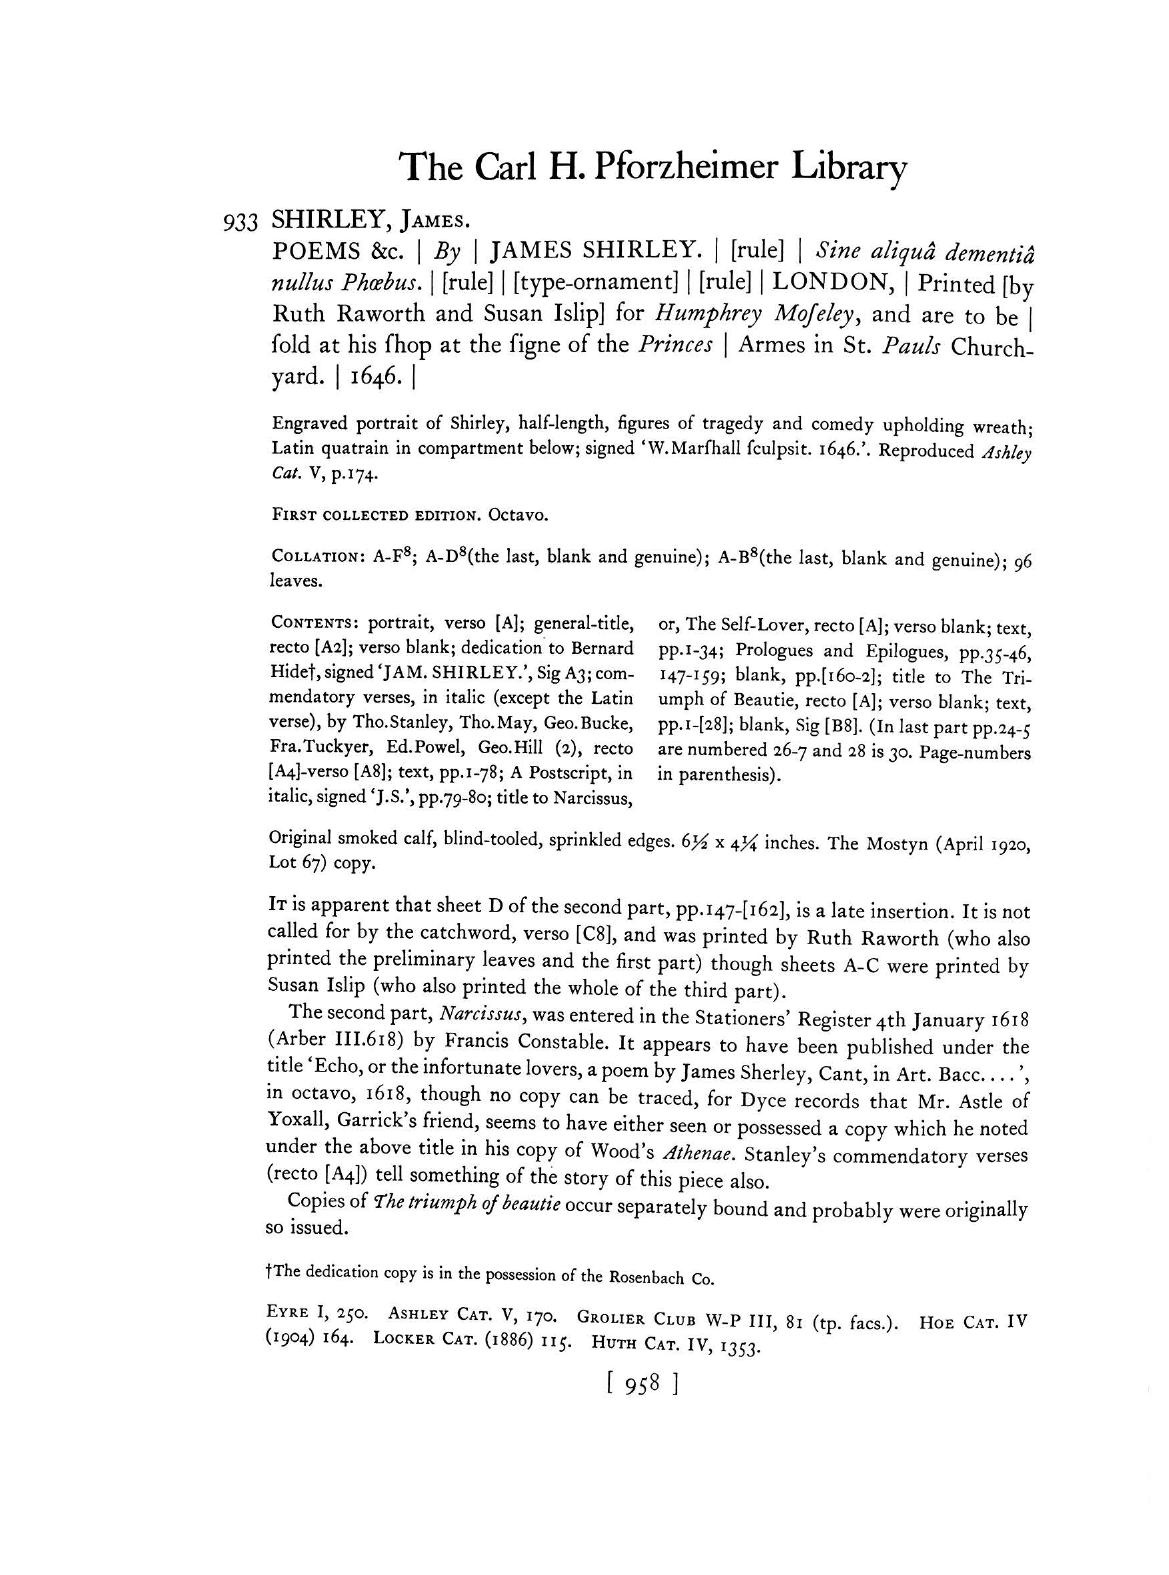 The Carl H. Pforzheimer Library
933 SHIRLEY, JAMES.
POEMS &c. | By | JAMES SHIRLEY. | [rule] | Sine aliquâ dementiâ
nullus Phœbus. | [rule] | [type-ornament] | [rule] | LONDON, | Printed [by
Ruth Raworth and Susan Islip] for Humphrey Moſeley, and are to be |
ſold at his ſhop at the ſigne of the Princes | Armes in St. Pauls Church-
yard. | 1646. |
Engraved portrait of Shirley, half-length, figures of tragedy and comedy upholding wreath;
Latin quatrain in compartment below; signed ‘W.Marſhall ſculpsit. 1646.’. Reproduced Ashley
Cat. V, p.174.
FIRST COLLECTED EDITION. Octavo.
COLLATION: A-F⁸; A-D⁸(the last, blank and genuine); A-B⁸(the last, blank and genuine); 96
leaves.
CONTENTS: portrait, verso [A]; general-title,
recto [A2]; verso blank; dedication to Bernard
Hide†, signed ‘JAM. SHIRLEY.’, Sig A3; com-
mendatory verses, in italic (except the Latin
verse), by Tho.Stanley, Tho.May, Geo.Bucke,
Fra.Tuckyer, Ed.Powel, Geo.Hill (2), recto
[A4]-verso [A8]; text, pp.1-78; A Postscript, in
italic, signed ‘J.S.’, pp.79-80; title to Narcissus,
or, The Self-Lover, recto [A]; verso blank; text,
pp.1-34; Prologues and Epilogues, pp.35-46,
147-159; blank, pp.[160-2]; title to The Tri-
umph of Beautie, recto [A]; verso blank; text,
pp.1-[28]; blank, Sig [B8]. (In last part pp.24-5
are numbered 26-7 and 28 is 30. Page-numbers
in parenthesis).
Original smoked calf, blind-tooled, sprinkled edges. 6½ x 4¼ inches. The Mostyn (April 1920,
Lot 67) copy.
IT is apparent that sheet D of the second part, pp.147-[162], is a late insertion. It is not
called for by the catchword, verso [C8], and was printed by Ruth Raworth (who also
printed the preliminary leaves and the first part) though sheets A-C were printed by
Susan Islip (who also printed the whole of the third part).
The second part, Narcissus, was entered in the Stationers’ Register 4th January 1618
(Arber III.618) by Francis Constable. It appears to have been published under the
title ‘Echo, or the infortunate lovers, a poem by James Sherley, Cant, in Art. Bacc. . . .’,
in octavo, 1618, though no copy can be traced, for Dyce records that Mr. Astle of
Yoxall, Garrick’s friend, seems to have either seen or possessed a copy which he noted
under the above title in his copy of Wood’s Athenae. Stanley’s commendatory verses
(recto [A4]) tell something of the story of this piece also.
Copies of The triumph of beautie occur separately bound and probably were originally
so issued.
†The dedication copy is in the possession of the Rosenbach Co.
EYRE I, 250. ASHLEY CAT. V, 170. GROLIER CLUB W-P III, 81 (tp. facs.). HOE CAT. IV
(1904) 164. LOCKER CAT. (1886) 115. HUTH CAT. IV, 1353.
[ 958 ]